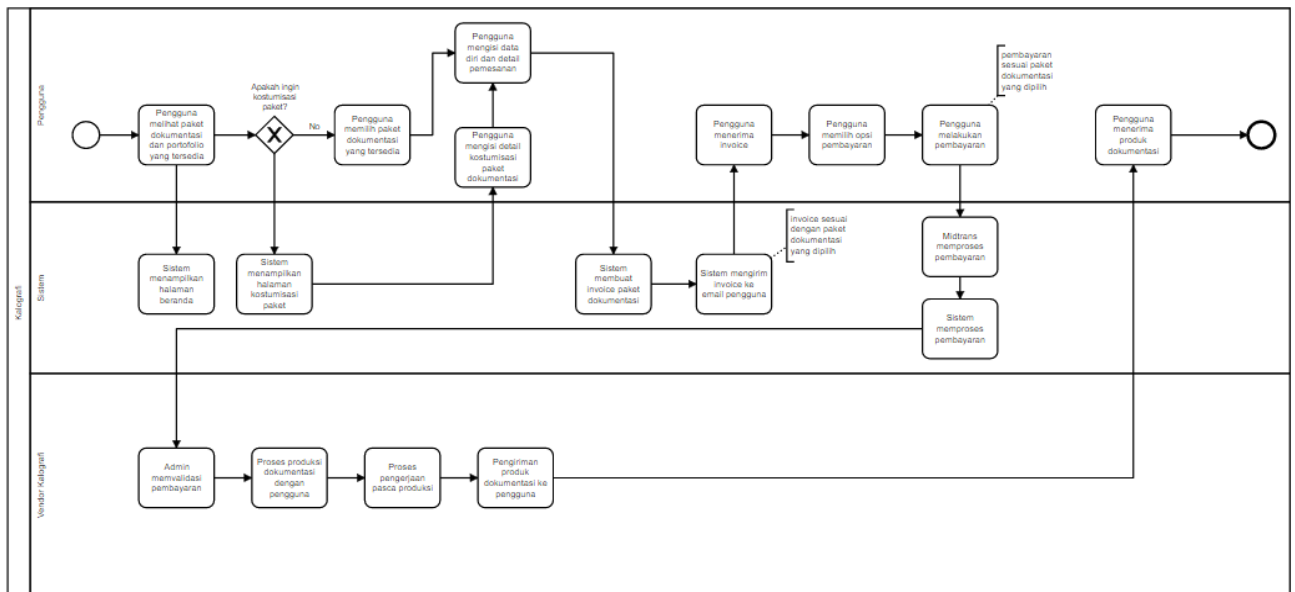 Kalografi
Pengguna
Pengguna
melihat paket
dokumentasi
dan portofolio
yang tersedia
Apakah ingin
kostumisasi
paket?
No
Pengguna
memilih paket
dokumentasi
yang tersedia
Pengguna
mengisi data
diri dan detail
pemesanan
Pengguna
mengisi detail
kostumisasi
paket
dokumentasi
Pengguna
menerima
invoice
Pengguna
memilih opsi
pembayaran
Pengguna
melakukan
pembayaran
pembayaran
sesuai paket
dokumentasi
yang dipilih
Pengguna
menerima
produk
dokumentasi
Sistem
Sistem
menampilkan
halaman
beranda
Sistem
menampilkan
halaman
kostumisasi
paket
Sistem
membuat
invoice paket
dokumentasi
Sistem mengirim
invoice ke
email pengguna
invoice sesuai
dengan paket
dokumentasi
yang dipilih
Midtrans
memproses
pembayaran
Sistem
memproses
pembayaran
Vendor Kalografi
Admin
memvalidasi
pembayaran
Proses produksi
dokumentasi
dengan
pengguna
Proses
pengerjaan
pasca produksi
Pengiriman
produk
dokumentasi ke
pengguna